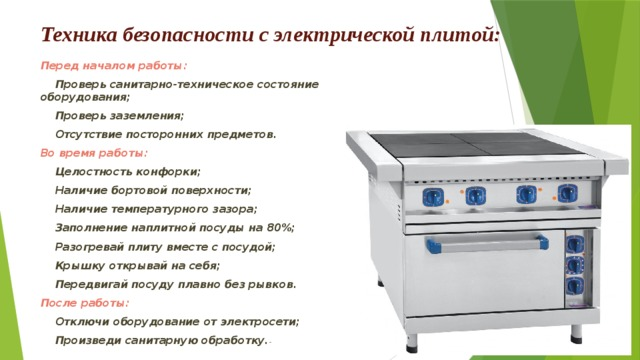 Техника безопасности с электрической плитой:
Перед началом работы:
Проверь санитарно-техническое состояние
оборудования;
Проверь заземления;
Отсутствие посторонних предметов.
Во время работы:
Целостность конфорки;
Наличие бортовой поверхности;
Наличие температурного зазора;
Заполнение наплитной посуды на 80%;
Разогревай плиту вместе с посудой;
Крышку открывай на себя;
Передвигай посуду плавно без рывков.
После работы:
Отключи оборудование от электросети;
Произведи санитарную обработку.